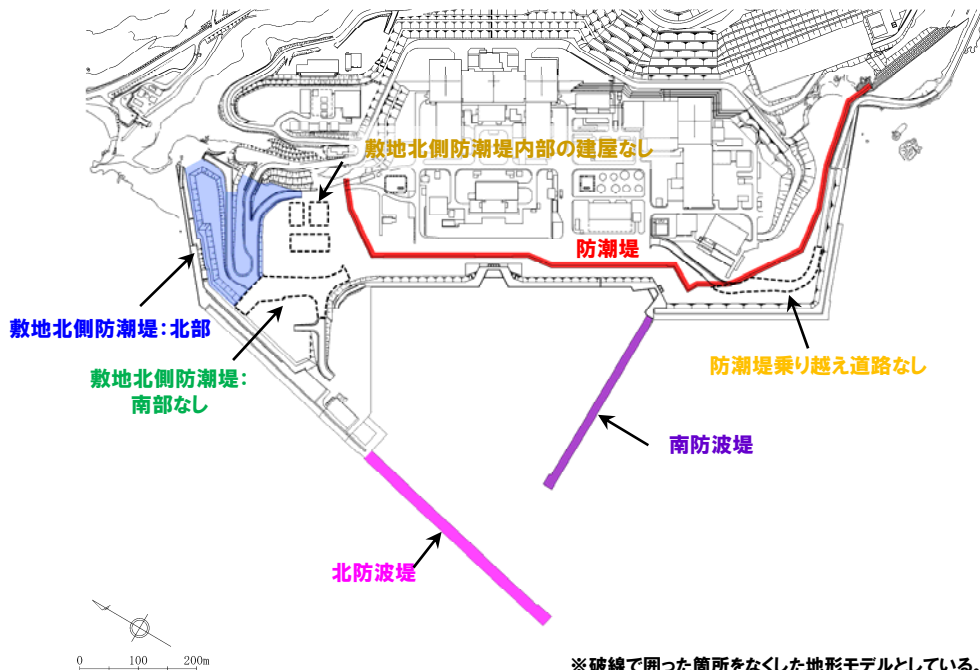 敷地北側防潮堤内部の建屋なし
防潮堤
敷地北側防潮堤:北部
敷地北側防潮堤:
南部なし
防潮堤乗り越え道路なし
南防波堤
北防波堤
0 100 200m
※破線で囲った箇所をなくした地形モデルとしている。